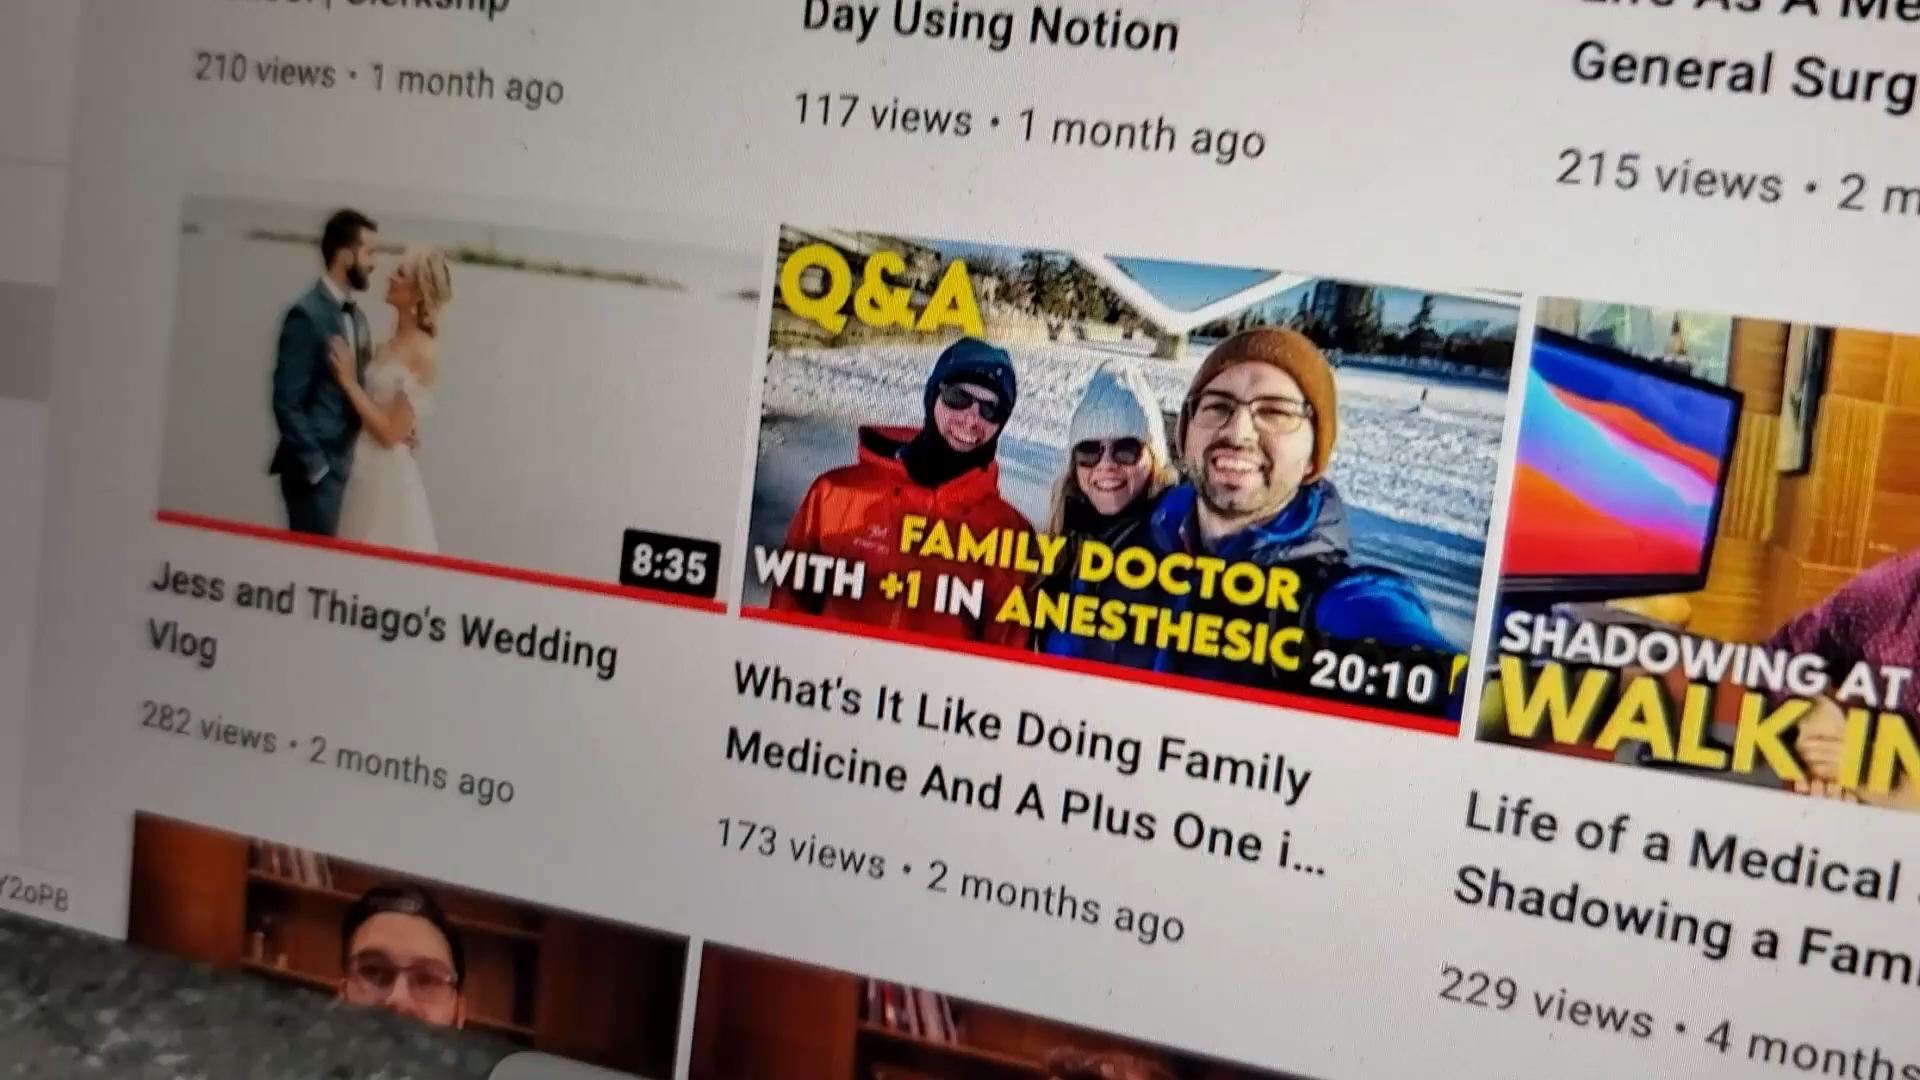 Day Using Notion
General Surg
210 views • 1 month ago
117 views • 1 month ago
215 views • 2 m
Q&A
FAMILY DOCTOR
WITH +1 IN ANESTHESIC
8:35
20:10
SHADOWING AT
WALK IN
Jess and Thiago's Wedding
Vlog
282 views • 2 months ago
What's It Like Doing Family
Medicine And A Plus One i...
173 views • 2 months ago
Life of a Medical
Shadowing a Fam
229 views • 4 months
Y2oP8